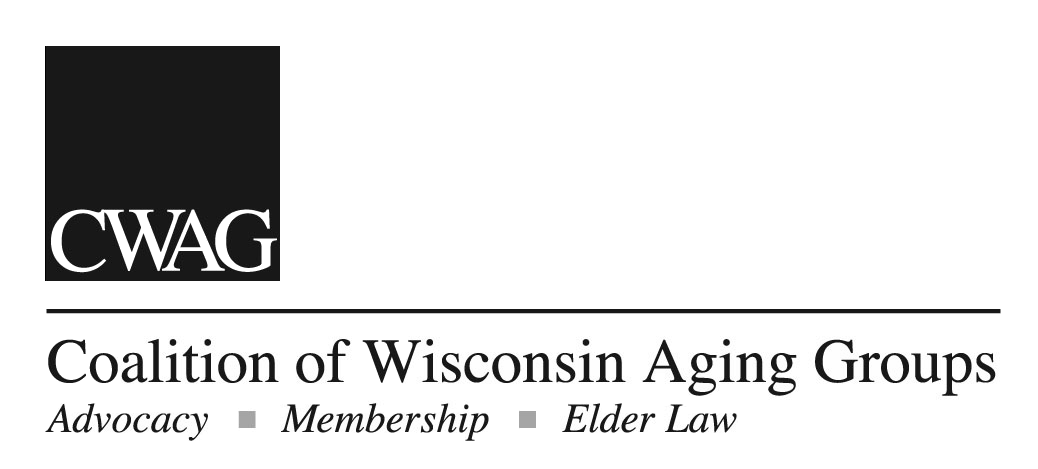 CWAG
Coalition of Wisconsin Aging Groups
Advocacy ■ Membership ■ Elder Law